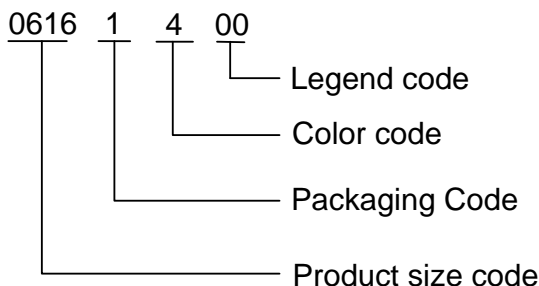 0616 1 4 00
Legend code
Color code
Packaging Code
Product size code